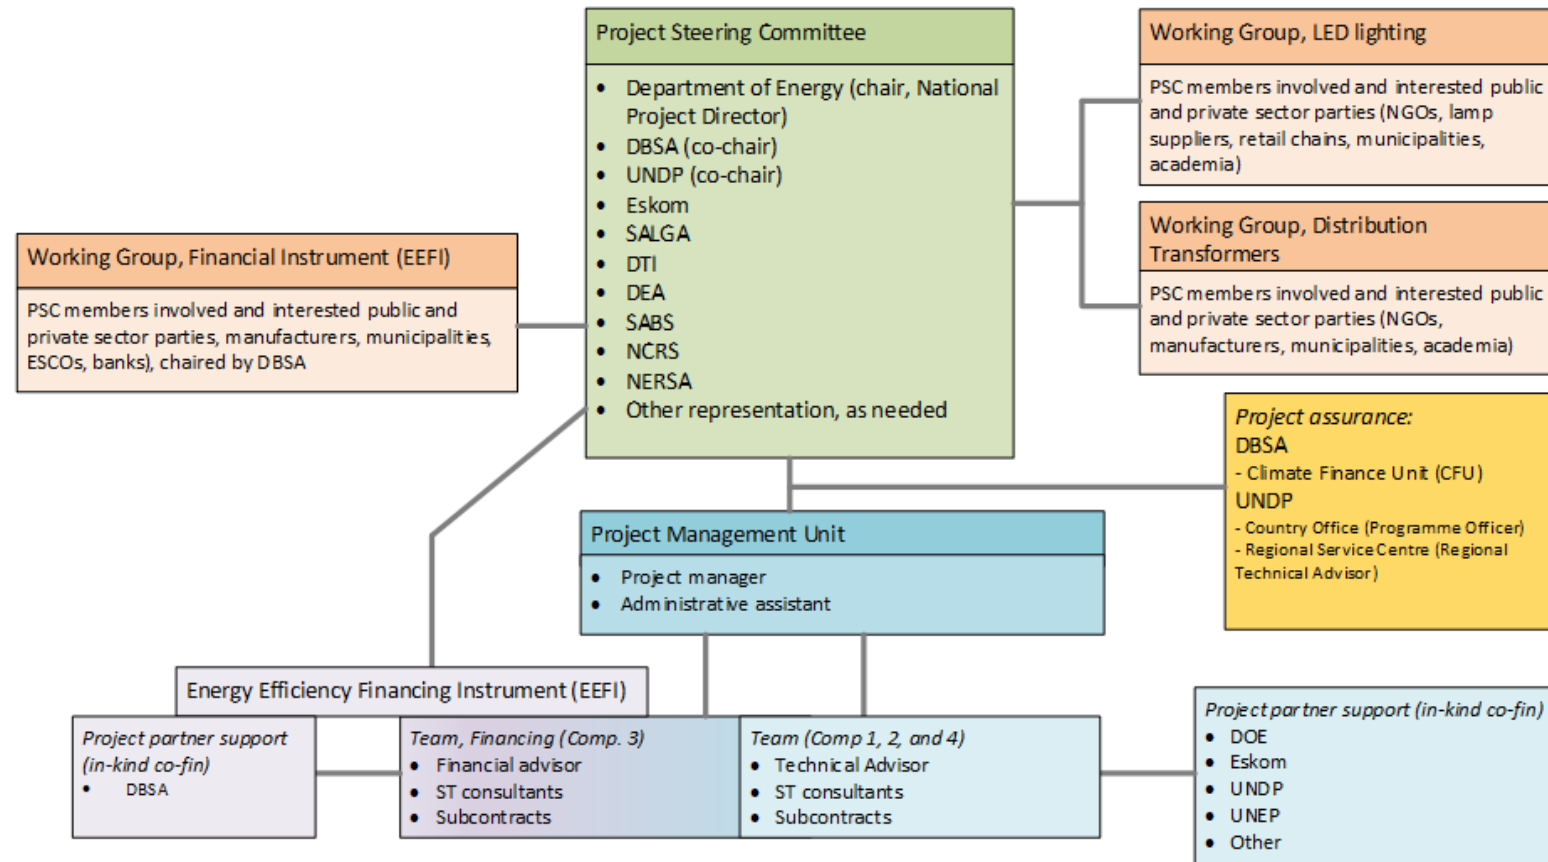 Project Steering Committee
• Department of Energy (chair, National
Project Director)
• DBSA (co-chair)
• UNDP (co-chair)
• Eskom
• SALGA
• DTI
• DEA
• SABS
• NCRS
• NERSA
• Other representation, as needed
Working Group, LED lighting
PSC members involved and interested public
and private sector parties (NGOs, lamp
suppliers, retail chains, municipalities,
academia)
Working Group, Distribution
Transformers
PSC members involved and interested public
and private sector parties (NGOs,
manufacturers, municipalities, academia)
Working Group, Financial Instrument (EEFI)
PSC members involved and interested public and
private sector parties, manufacturers, municipalities,
ESCOs, banks), chaired by DBSA
Project assurance:
DBSA
- Climate Finance Unit (CFU)
UNDP
- Country Office (Programme Officer)
- Regional Service Centre (Regional
Technical Advisor)
Project Management Unit
• Project manager
• Administrative assistant
Energy Efficiency Financing Instrument (EEFI)
Project partner support
(in-kind co-fin)
• DBSA
Team, Financing (Comp. 3)
• Financial advisor
• ST consultants
• Subcontracts
Team (Comp 1, 2, and 4)
• Technical Advisor
• ST consultants
• Subcontracts
Project partner support (in-kind co-fin)
• DOE
• Eskom
• UNDP
• UNEP
• Other